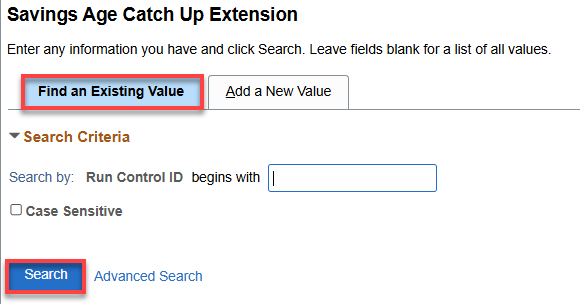 Savings Age Catch Up Extension
Enter any information you have and click Search. Leave fields blank for a list of all values.
Find an Existing Value
Add a New Value
Search Criteria
Search by: Run Control ID begins with
Case Sensitive
Search
Advanced Search